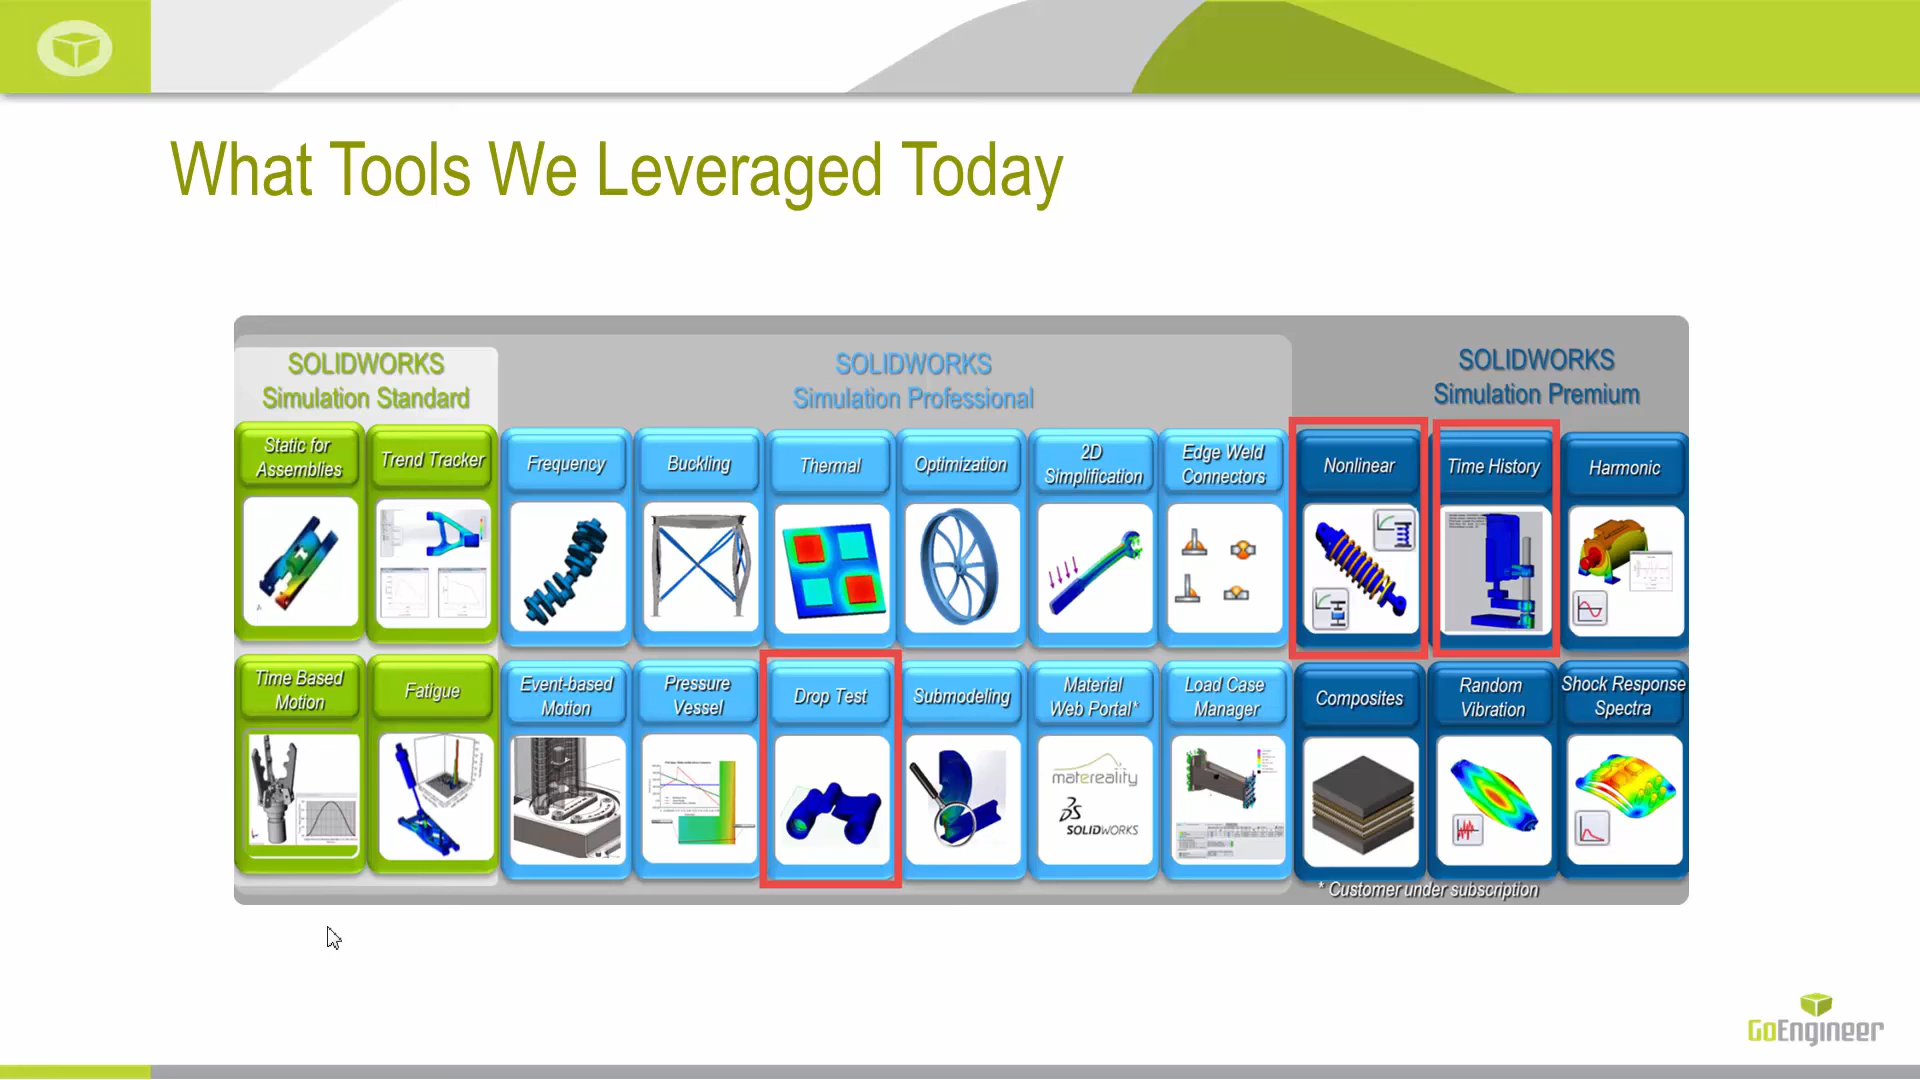 What Tools We Leveraged Today
SOLIDWORKS
Simulation Standard
SOLIDWORKS
Simulation Professional
SOLIDWORKS
Simulation Premium
Static for
Assemblies
Trend Tracker
Frequency
Buckling
Thermal
Optimization
2D
Simplification
Edge Weld
Connectors
Nonlinear
Time History
Harmonic
Time Based
Motion
Fatigue
Event-based
Motion
Pressure
Vessel
Drop Test
Submodeling
Material
Web Portal*
Load Case
Manager
Composites
Random
Vibration
Shock Response
Spectra
matereality
SOLIDWORKS
* Customer under subscription
GoEngineer